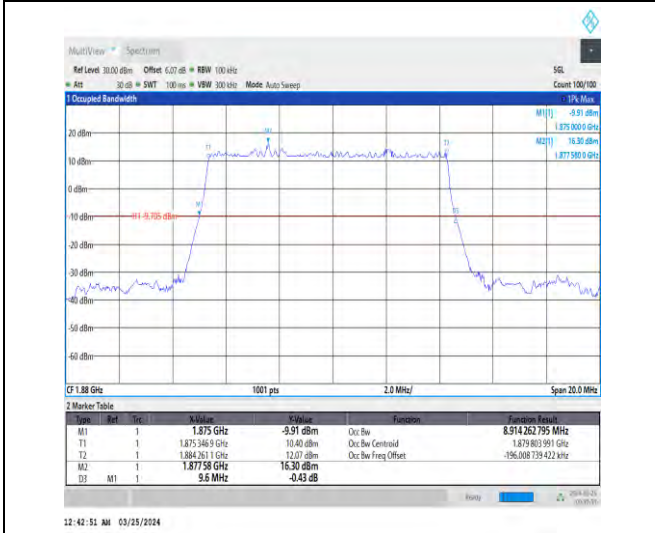 MultiView Spectrum
Ref Level 30.00 dBm Offset 6.07 dB RBW 100 kHz SGL
Att 30 dB SWT 100 ms VBW 300 kHz Mode Auto Sweep Count 100/100
1 Occupied Bandwidth 1Pk Max
M1[1] -9.91 dBm
1.875 000 0 GHz
M2[1] 16.30 dBm
1.877 580 0 GHz
20 dBm
M2
T1 T2
10 dBm
0 dBm
M1
-10 dBm H1 -9.705 dBm
-20 dBm
-30 dBm
-40 dBm
-50 dBm
-60 dBm
CF 1.88 GHz 1001 pts 2.0 MHz/ Span 20.0 MHz
2 Marker Table
Type Ref Trc X-Value Y-Value Function Function Result
M1 1 1.875 GHz -9.91 dBm Occ Bw 8.914 262 795 MHz
T1 1 1.875 346 9 GHz 10.40 dBm Occ Bw Centroid 1.879 803 991 GHz
T2 1 1.884 261 1 GHz 12.07 dBm Occ Bw Freq Offset -196.008 739 422 kHz
M2 1 1.877 58 GHz 16.30 dBm
D3 M1 1 9.6 MHz -0.43 dB
Ready
12:42:51 AM 03/25/2024